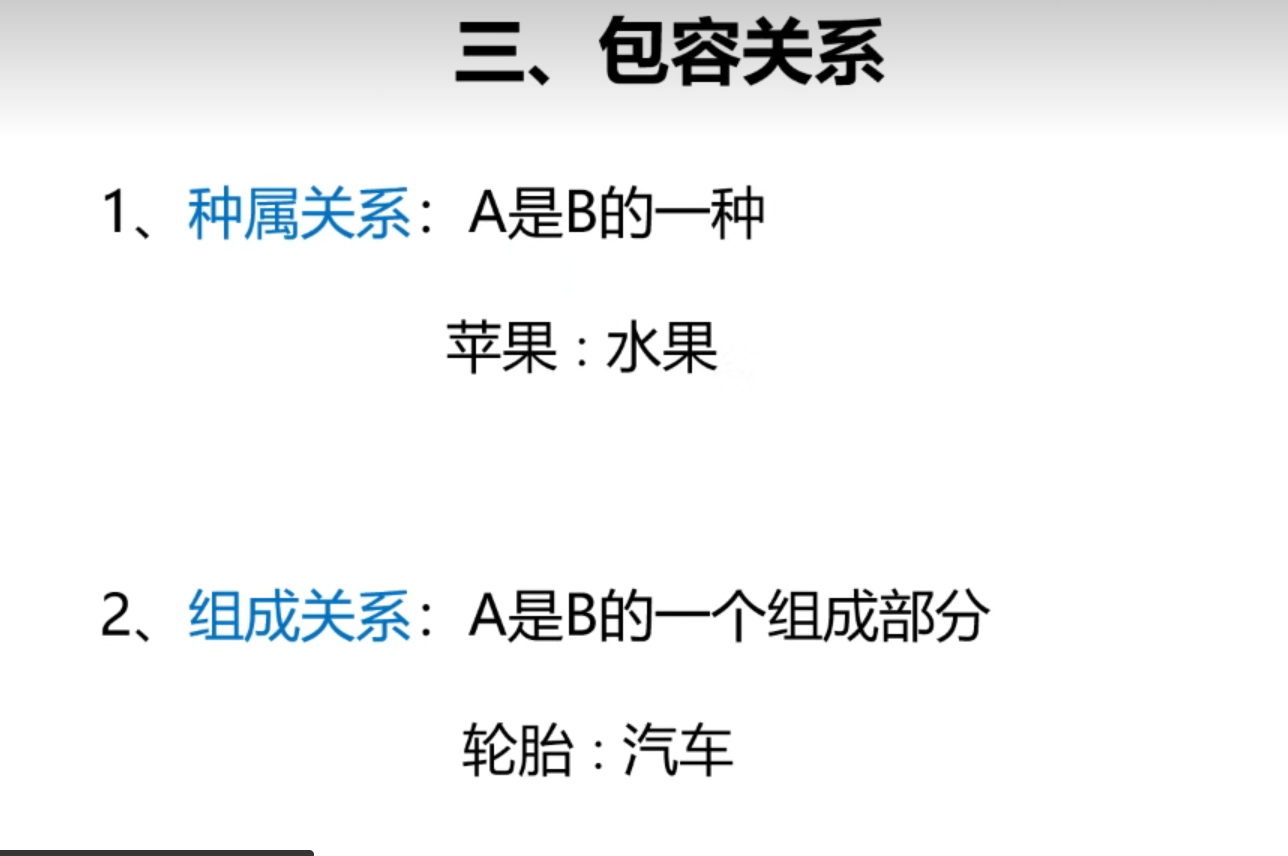 三、包容关系
1、种属关系：A是B的一种
苹果 : 水果
2、组成关系：A是B的一个组成部分
轮胎 : 汽车